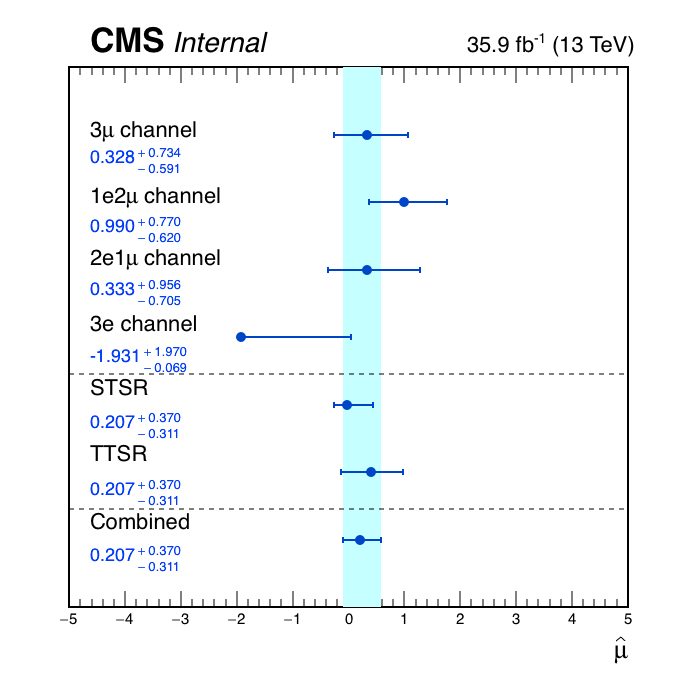 CMS Internal 35.9 fb-1 (13 TeV)
3μ channel
0.328 + 0.734 − 0.591
1e2μ channel
0.990 + 0.770 − 0.620
2e1μ channel
0.333 + 0.956 − 0.705
3e channel
-1.931 + 1.970 − 0.069
STSR
0.207 + 0.370 − 0.311
TTSR
0.207 + 0.370 − 0.311
Combined
0.207 + 0.370 − 0.311
−5 −4 −3 −2 −1 0 1 2 3 4 5
μ̂